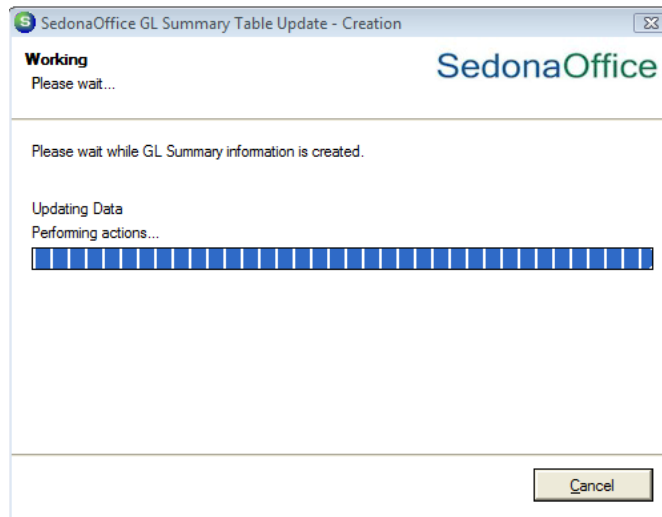 SedonaOffice GL Summary Table Update - Creation
Working
SedonaOffice
Please wait...
Please wait while GL Summary information is created.
Updating Data
Performing actions...
Cancel